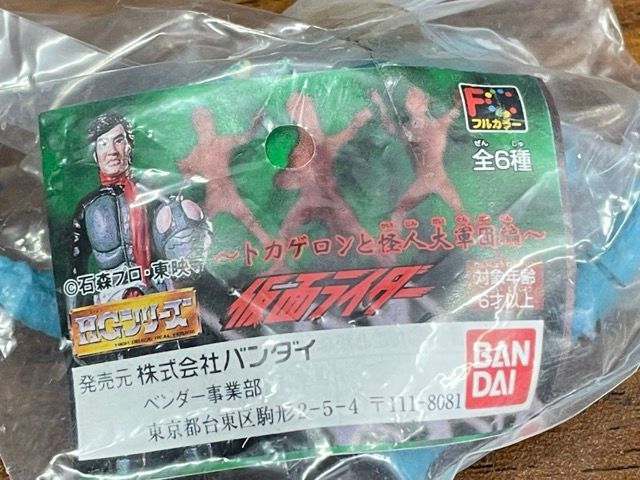 F
フルカラー
ぜん しゅ
全6種
～トカゲロンと怪人大軍団編～
©石森プロ・東映
仮面ライダー
対象年齢
6才以上
HGシリーズ
HIGH GRADE REAL FIGURE
発売元 株式会社バンダイ
ベンダー事業部
東京都台東区駒形2-5-4 〒111-8081
BAN
DAI